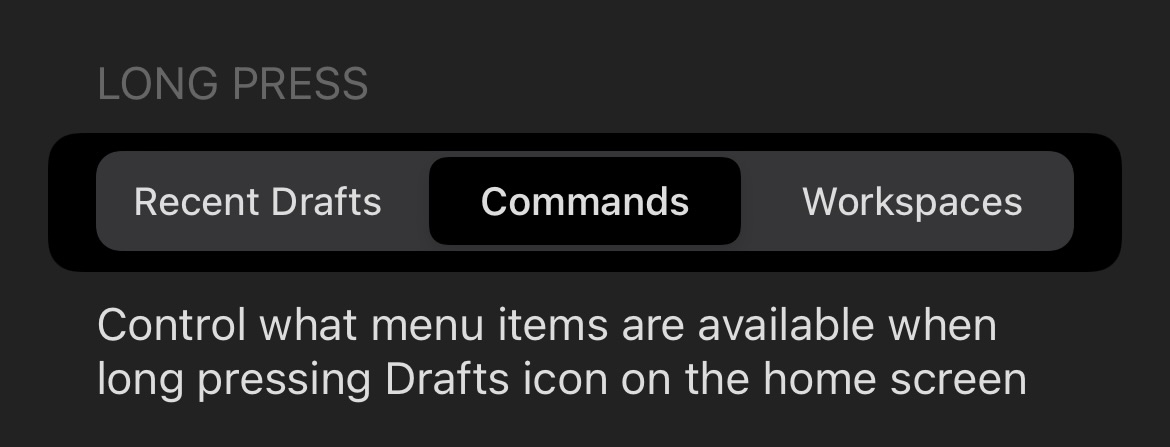 LONG PRESS
Recent Drafts Commands Workspaces
Control what menu items are available when
long pressing Drafts icon on the home screen